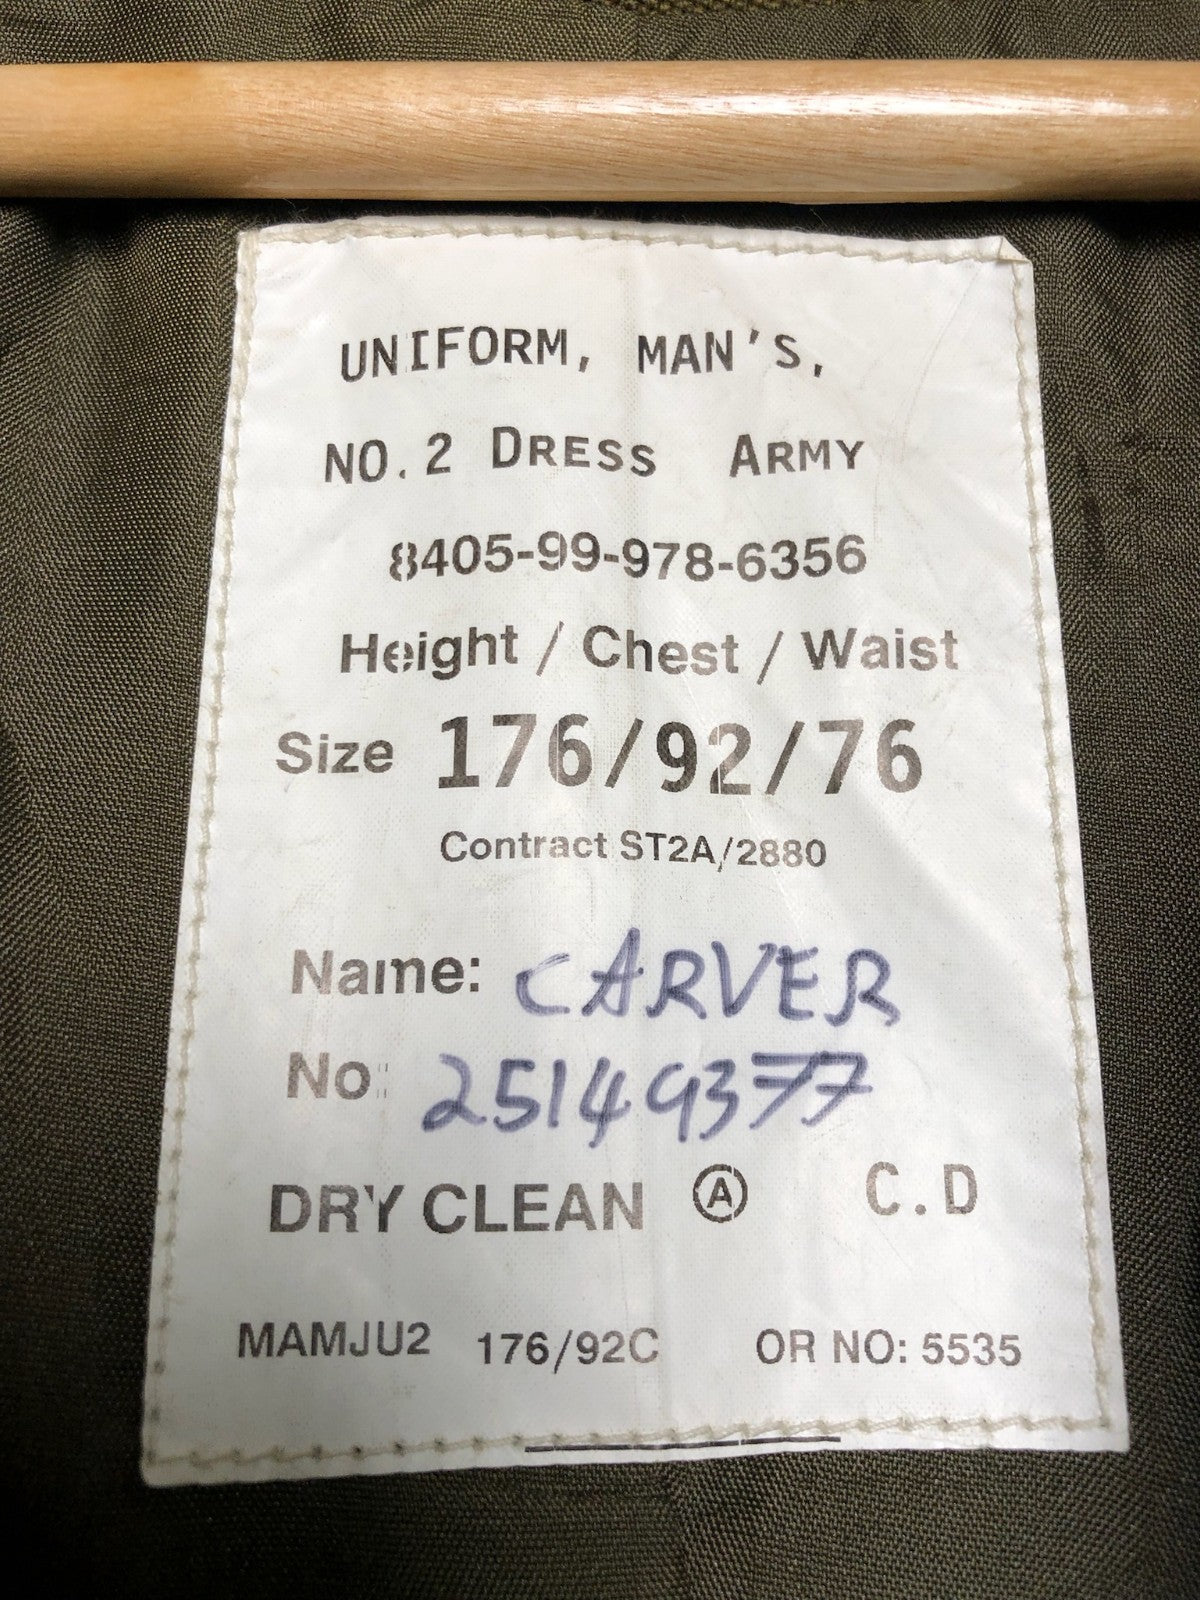 UNIFORM, MAN'S,
NO.2 DRESS ARMY
8405-99-978-6356
Height / Chest / Waist
Size 176/92/76
Contract ST2A/2880
Name: CARVER
No: 25149377
DRY CLEAN Ⓐ C.D
MAMJU2 176/92C OR NO: 5535